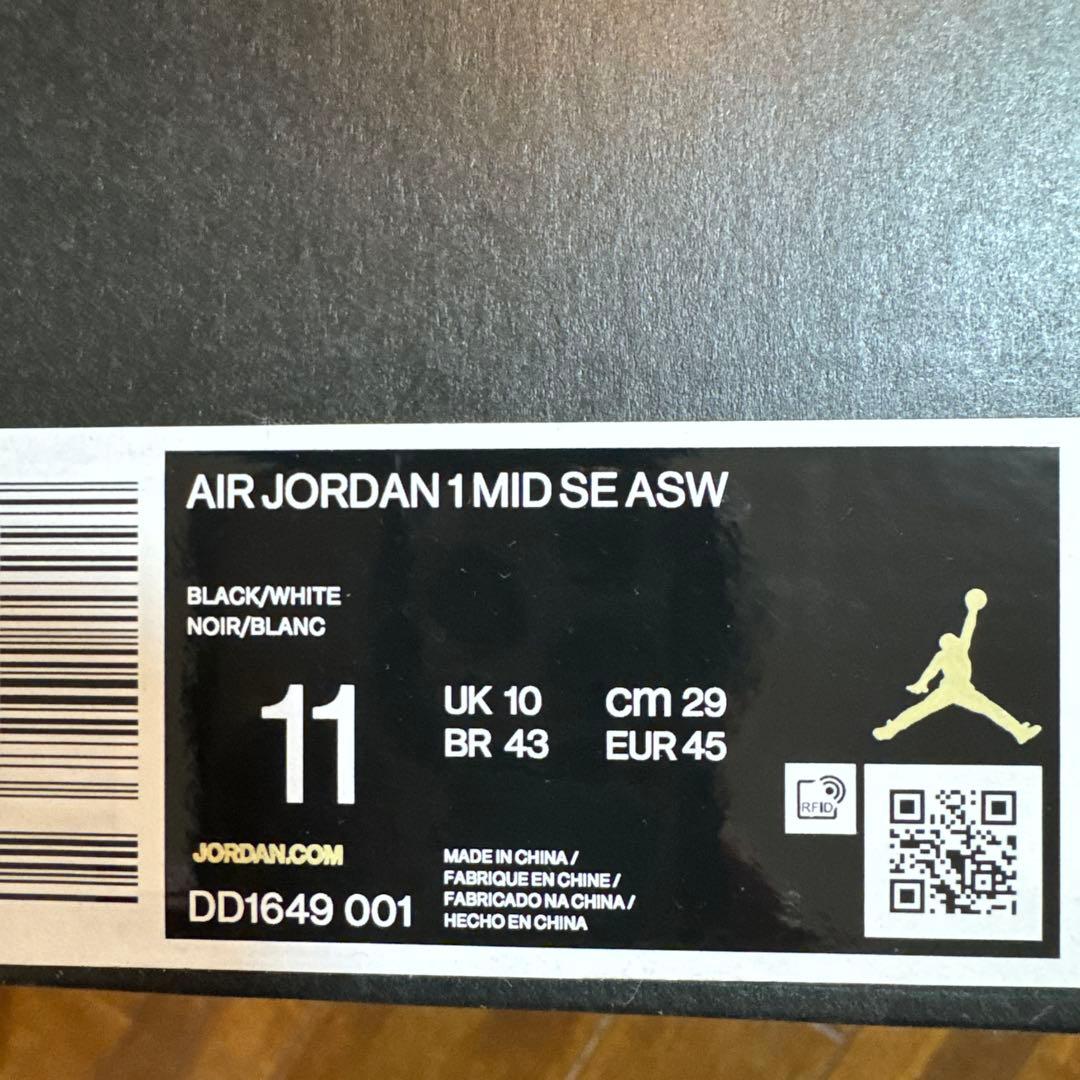 AIR JORDAN 1 MID SE ASW
BLACK/WHITE
NOIR/BLANC
11
UK 10
BR 43
cm 29
EUR 45
RFID
JORDAN.COM
DD1649 001
MADE IN CHINA /
FABRIQUE EN CHINE /
FABRICADO NA CHINA /
HECHO EN CHINA